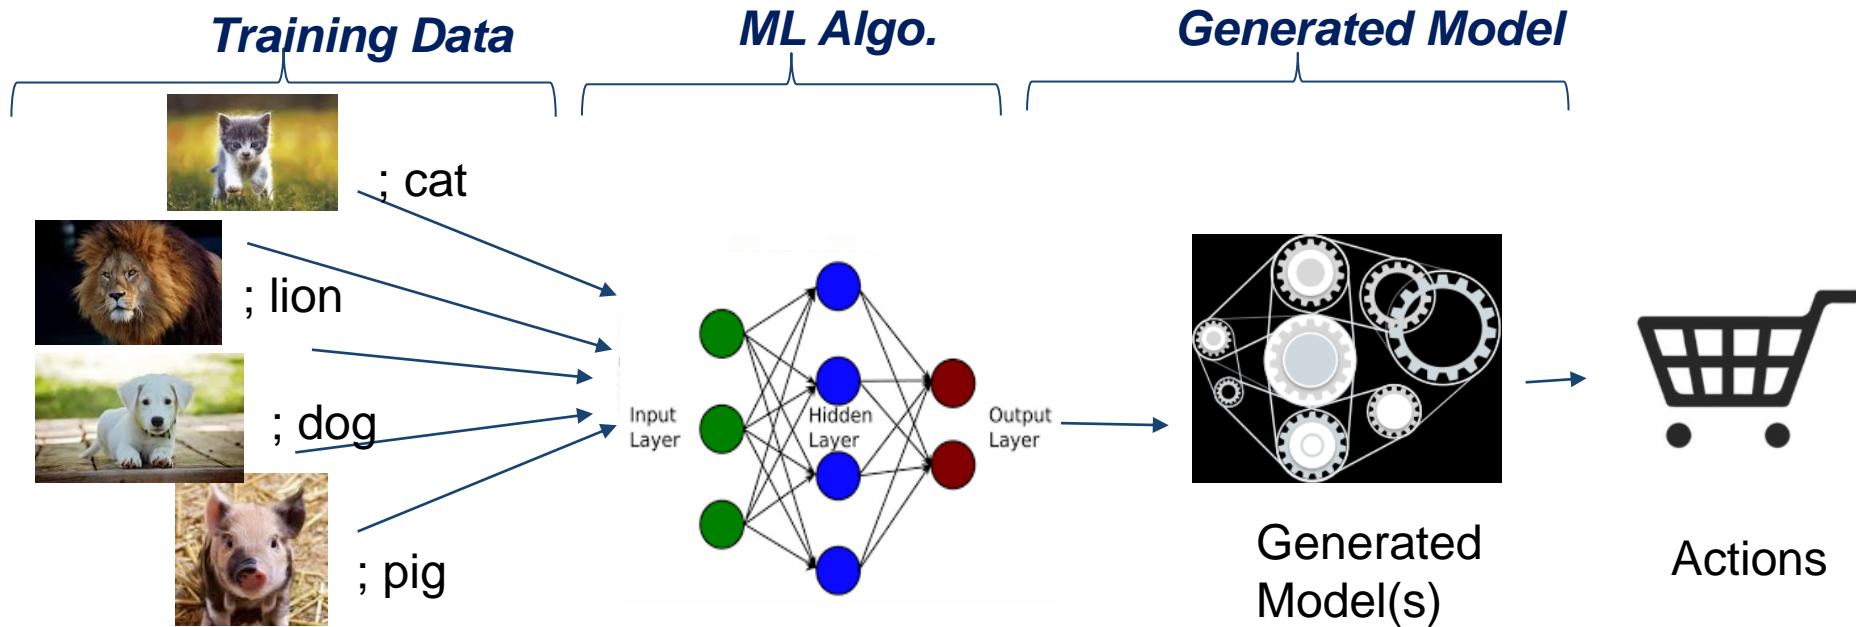 Training Data
ML Algo.
Generated Model
; cat
; lion
; dog
; pig
Input
Layer
Hidden
Layer
Output
Layer
Generated
Model(s)
Actions